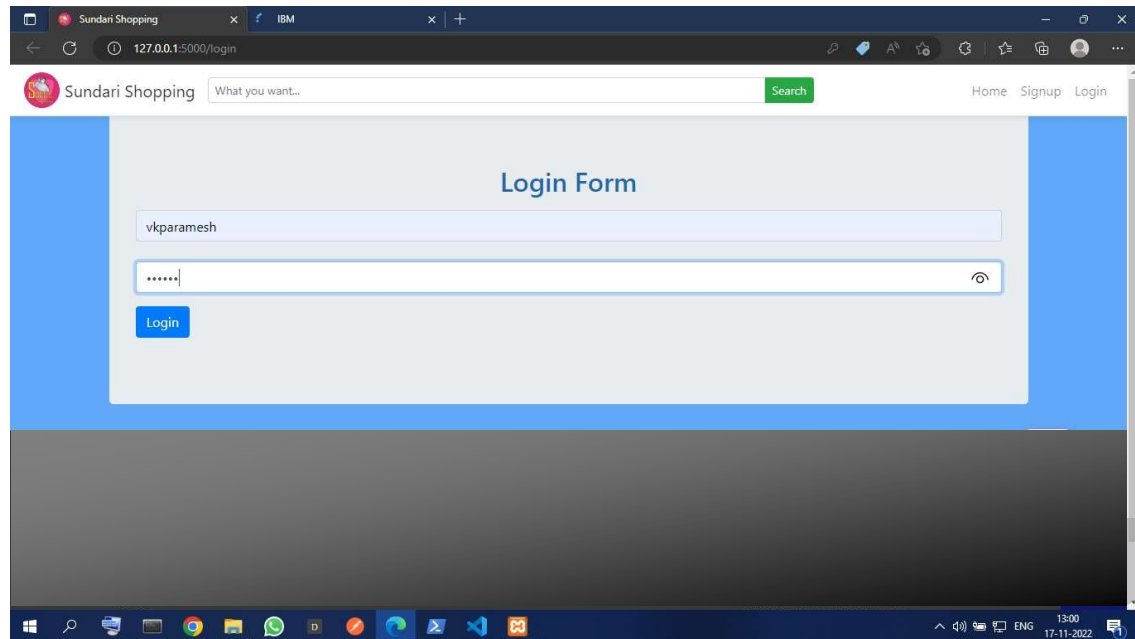 Sundari Shopping IBM
127.0.0.1:5000/login
Sundari Shopping What you want... Search Home Signup Login
Login Form
vkparamesh
••••••
Login
ENG 13:00
17-11-2022